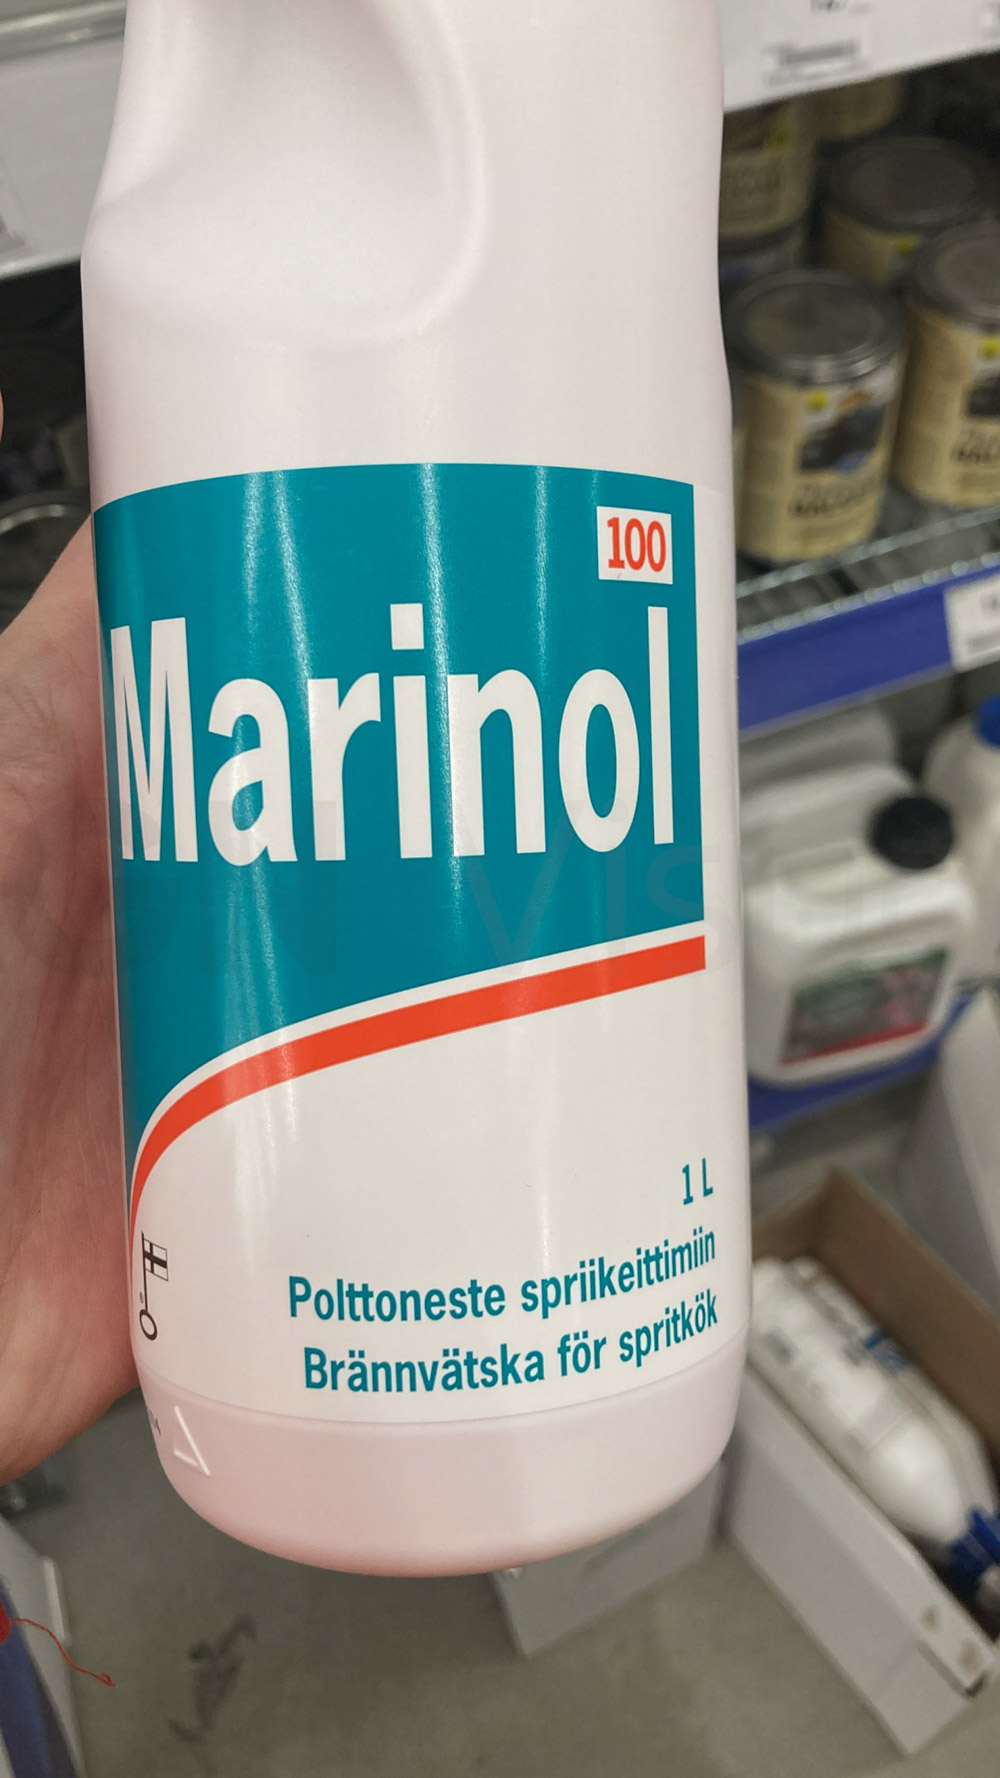 100
Marinol
1 L
Polttoneste spriikeittimiin
Brännvätska för spritkök